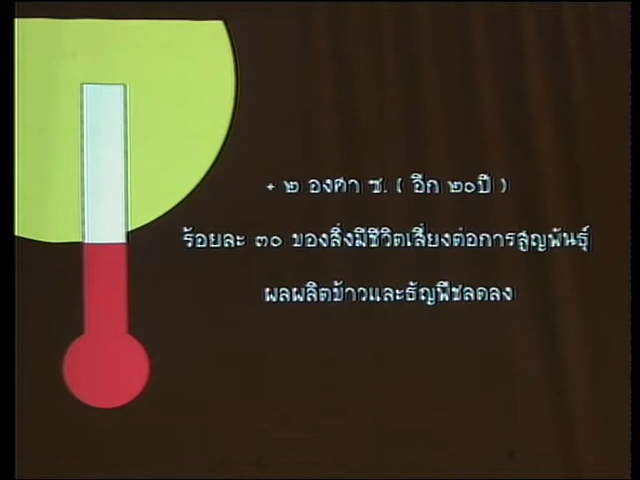 + ๒ องศา ซ. ( อีก ๒๐ปี )
ร้อยละ ๓๐ ของสิ่งมีชีวิตเสี่ยงต่อการสูญพันธุ์
ผลผลิตข้าวและธัญพืชลดลง